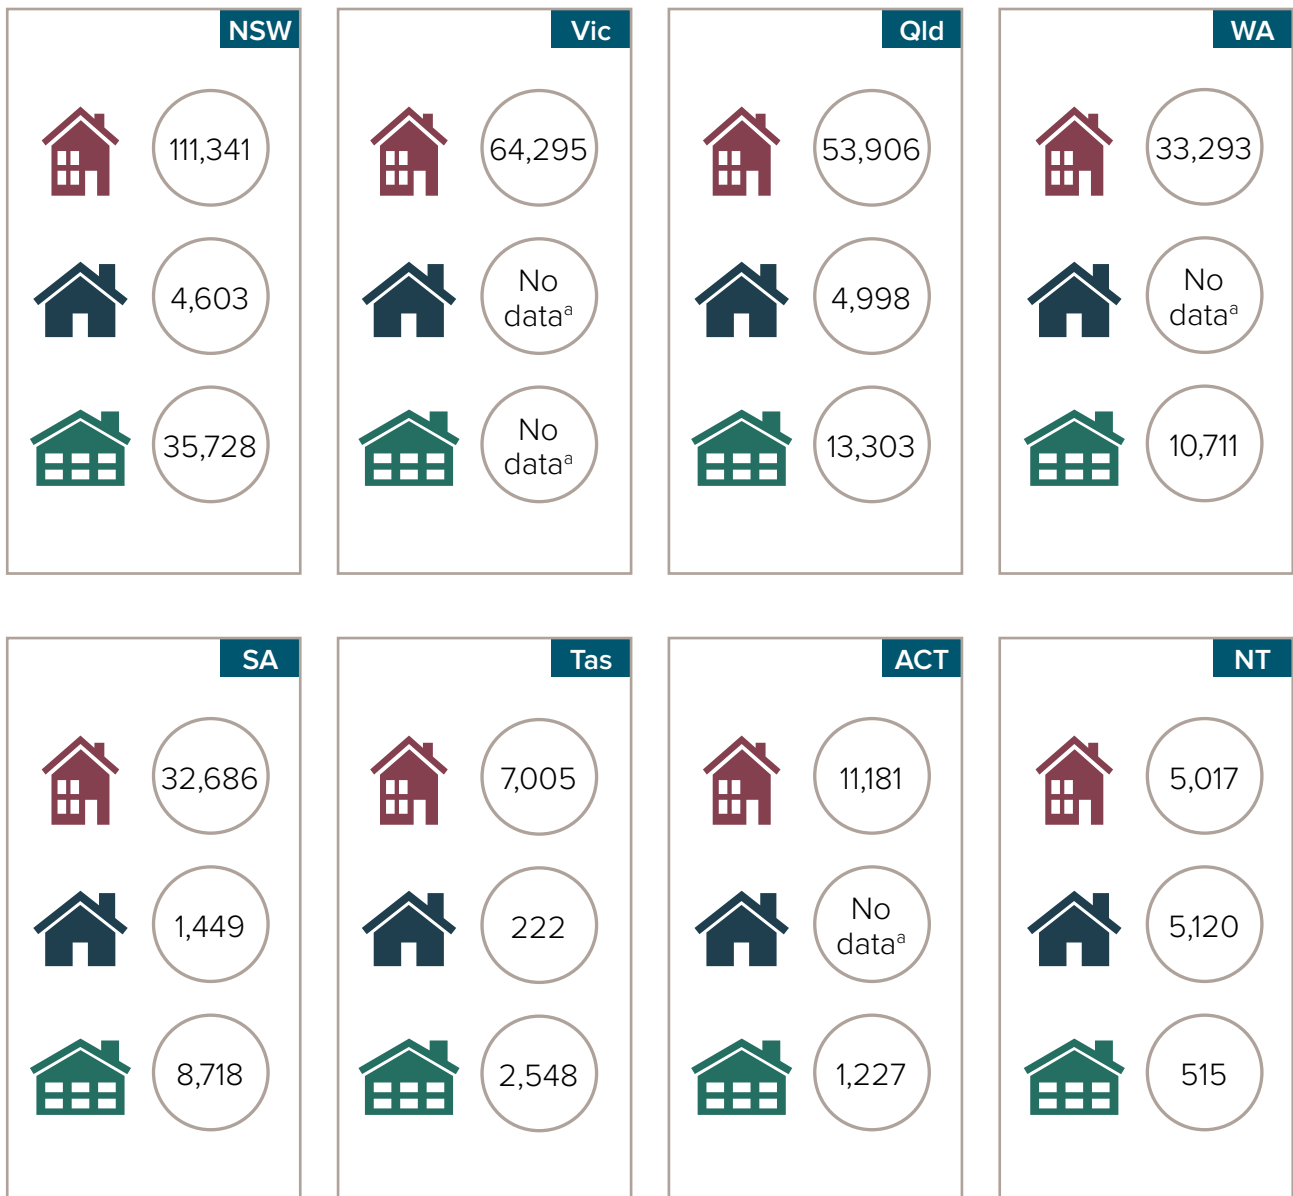 NSW
111,341
4,603
35,728
Vic
64,295
No
dataᵃ
No
dataᵃ
Qld
53,906
4,998
13,303
WA
33,293
No
dataᵃ
10,711
SA
32,686
1,449
8,718
Tas
7,005
222
2,548
ACT
11,181
No
dataᵃ
1,227
NT
5,017
5,120
515